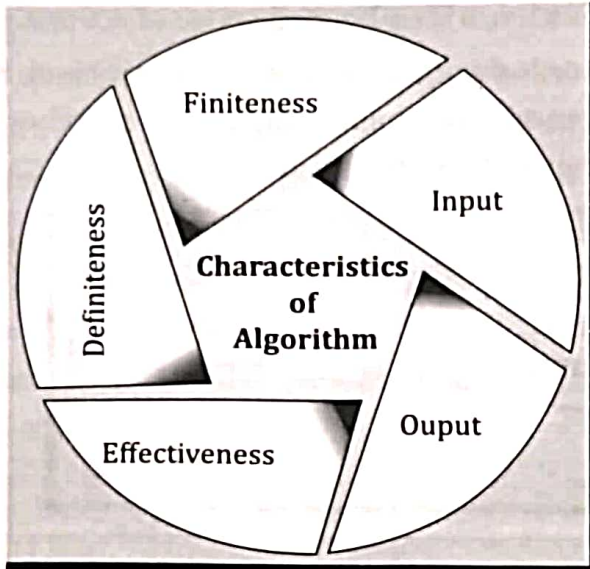 Finiteness
Input
Definiteness
Characteristics
of
Algorithm
Effectiveness
Ouput